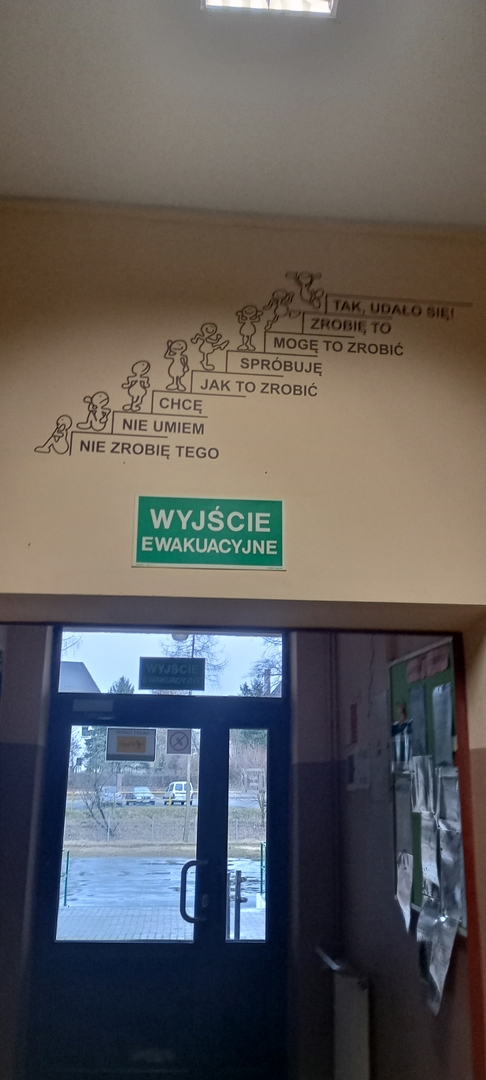 TAK, UDAŁO SIĘ!
ZROBIĘ TO
MOGĘ TO ZROBIĆ
SPRÓBUJĘ
JAK TO ZROBIĆ
CHCĘ
NIE UMIEM
NIE ZROBIĘ TEGO
WYJŚCIE
EWAKUACYJNE
WYJŚCIE
EWAKUACYJNE